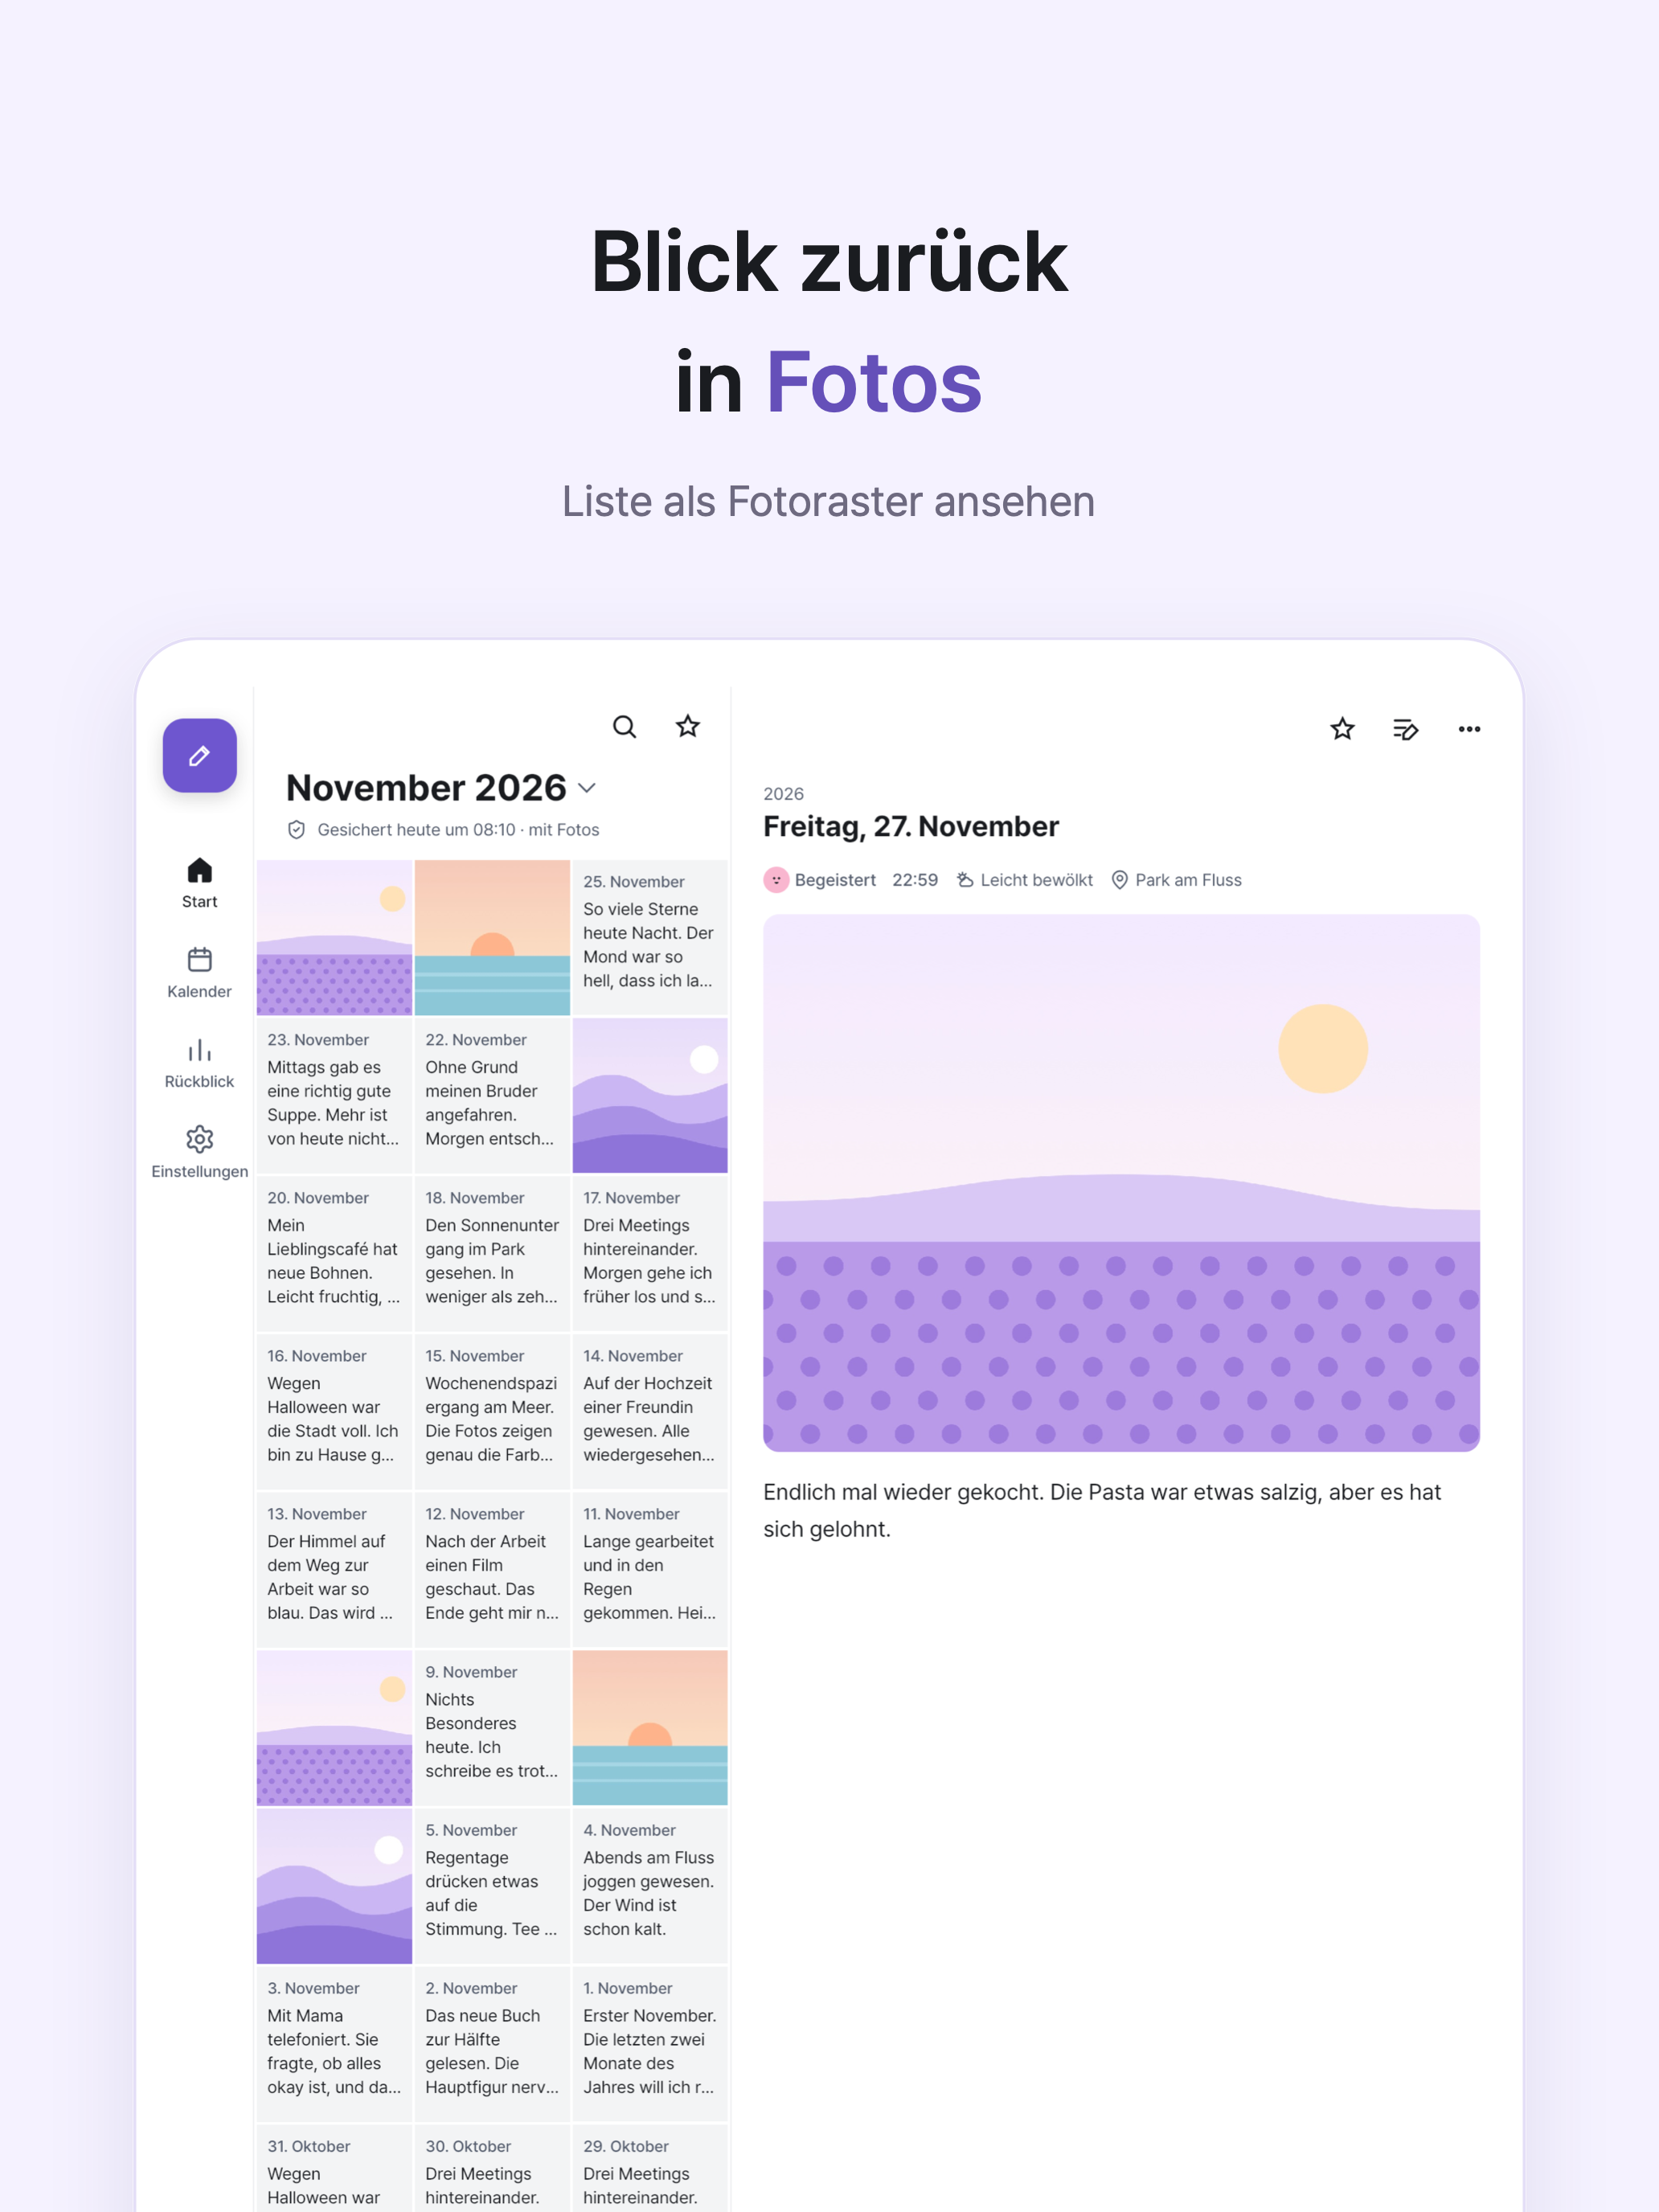 Blick zurück
in Fotos
Liste als Fotoraster ansehen
Start
Kalender
Rückblick
Einstellungen
November 2026
Gesichert heute um 08:10 · mit Fotos
25. November
So viele Sterne
heute Nacht. Der
Mond war so
hell, dass ich la...
23. November
Mittags gab es
eine richtig gute
Suppe. Mehr ist
von heute nicht...
22. November
Ohne Grund
meinen Bruder
angefahren.
Morgen entsch...
20. November
Mein
Lieblingscafé hat
neue Bohnen.
Leicht fruchtig, ...
18. November
Den Sonnenunter
gang im Park
gesehen. In
weniger als zeh...
17. November
Drei Meetings
hintereinander.
Morgen gehe ich
früher los und s...
16. November
Wegen
Halloween war
die Stadt voll. Ich
bin zu Hause g...
15. November
Wochenendspazi
ergang am Meer.
Die Fotos zeigen
genau die Farb...
14. November
Auf der Hochzeit
einer Freundin
gewesen. Alle
wiedergesehen...
13. November
Der Himmel auf
dem Weg zur
Arbeit war so
blau. Das wird ...
12. November
Nach der Arbeit
einen Film
geschaut. Das
Ende geht mir n...
11. November
Lange gearbeitet
und in den
Regen
gekommen. Hei...
9. November
Nichts
Besonderes
heute. Ich
schreibe es trot...
5. November
Regentage
drücken etwas
auf die
Stimmung. Tee ...
4. November
Abends am Fluss
joggen gewesen.
Der Wind ist
schon kalt.
3. November
Mit Mama
telefoniert. Sie
fragte, ob alles
okay ist, und da...
2. November
Das neue Buch
zur Hälfte
gelesen. Die
Hauptfigur nerv...
1. November
Erster November.
Die letzten zwei
Monate des
Jahres will ich r...
31. Oktober
Wegen
Halloween war
30. Oktober
Drei Meetings
hintereinander.
29. Oktober
Drei Meetings
hintereinander.
2026
Freitag, 27. November
Begeistert 22:59 Leicht bewölkt Park am Fluss
Endlich mal wieder gekocht. Die Pasta war etwas salzig, aber es hat
sich gelohnt.